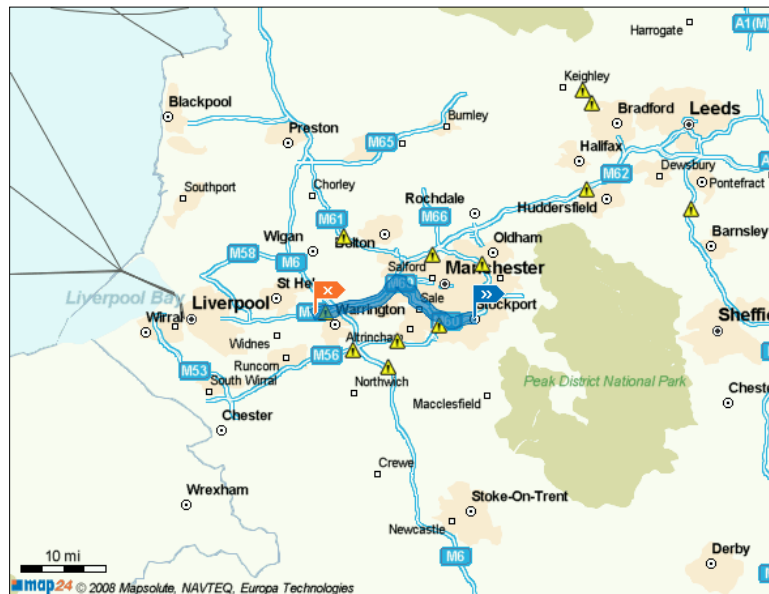 Harrogate
A1(M)
Keighley
Blackpool
Burnley
Bradford
Leeds
Preston
M65
Halifax
Dewsbury
M62
Pontefract
Southport
Chorley
M61
Rochdale
M66
Huddersfield
Wigan
Bolton
Oldham
Barnsley
M58
M6
Salford
Manchester
St Hel
Liverpool Bay
Liverpool
Sale
Stockport
Wirral
Warrington
Sheffi
Widnes
Altrincham
Runcorn
M56
M53
South Wirral
Northwich
Peak District National Park
Macclesfield
Cheste
Chester
Crewe
Wrexham
Stoke-On-Trent
Newcastle
M6
Derby
10 mi
map24 © 2008 Mapsolute, NAVTEQ, Europa Technologies